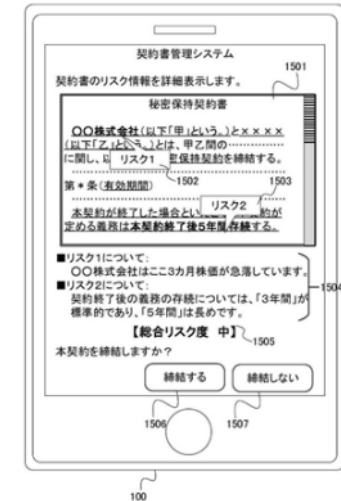 契約書管理システム
1501
契約書のリスク情報を詳細表示します。
秘密保持契約書
〇〇株式会社(以下「甲」という。)と××××
(以下「乙」という。)とは、甲乙間の…………
に関し、以 リスク1 密保持契約を締結する。
1502
1503
第*条(有効期間)
リスク2
本契約が終了した場合とい 約が
定める義務は本契約終了後5年間存続する。
■リスク1について:
〇〇株式会社はここ3カ月株価が急落しています。
■リスク2について:
契約終了後の義務の存続については、「3年間」が
標準的であり、「5年間」は長めです。
1504
【総合リスク度 中】
1505
本契約を締結しますか?
締結する
締結しない
1506
1507
100